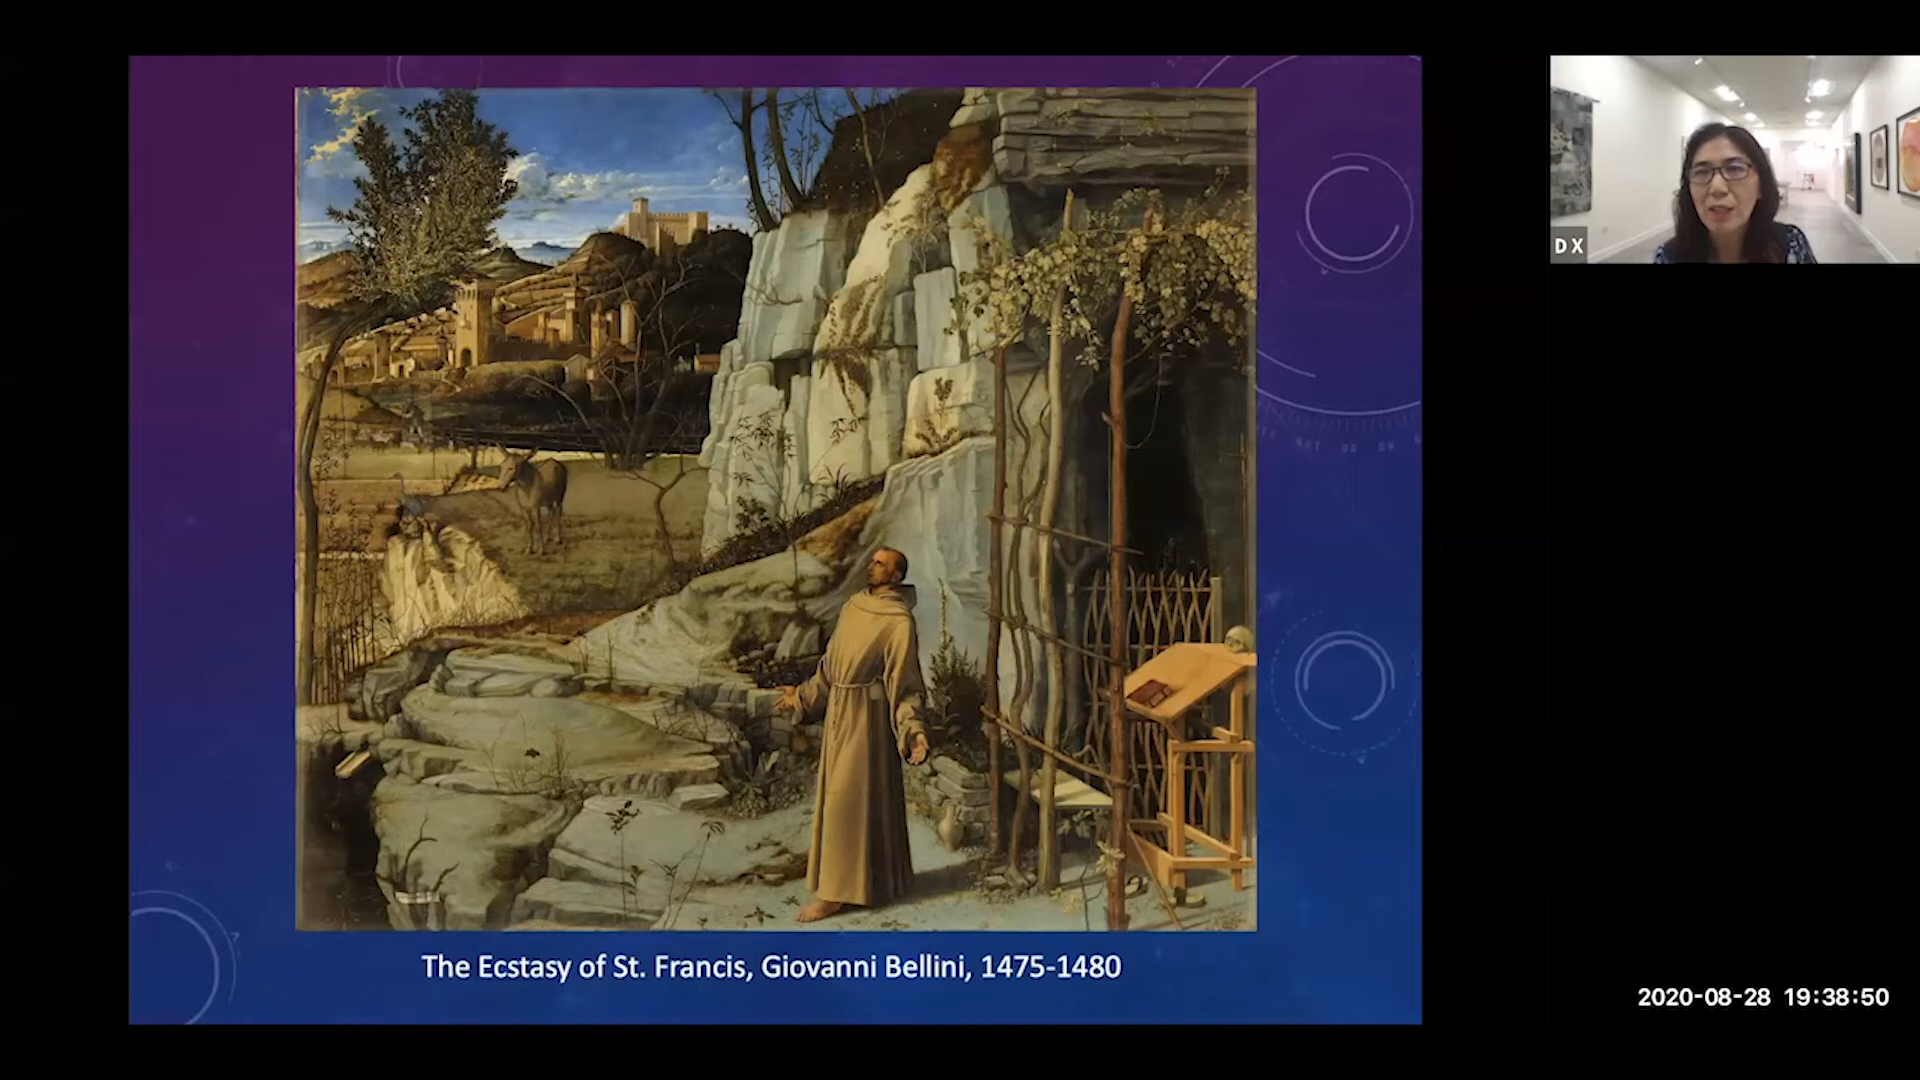 D X
The Ecstasy of St. Francis, Giovanni Bellini, 1475-1480
2020-08-28 19:38:50